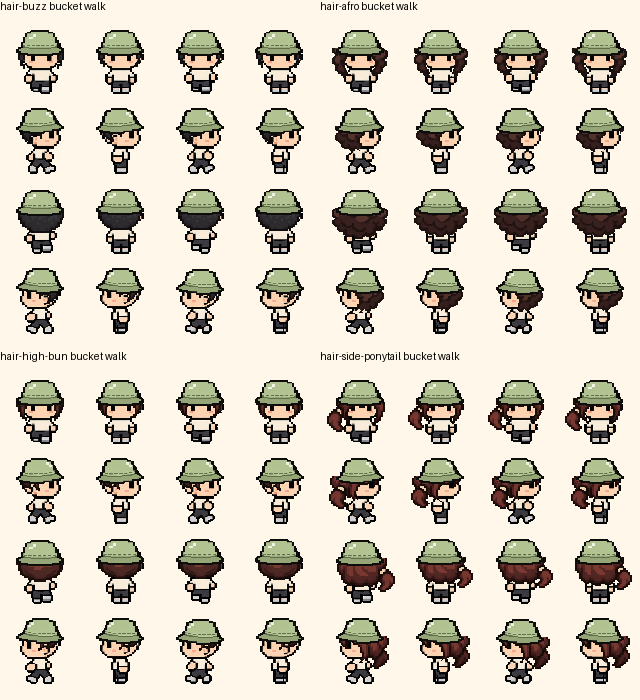 hair-buzz bucket walk
hair-afro bucket walk
hair-high-bun bucket walk
hair-side-ponytail bucket walk